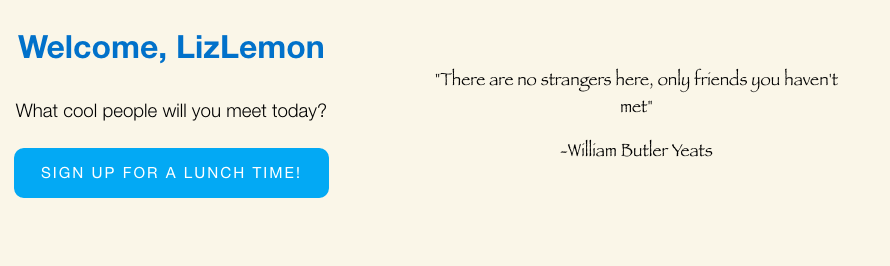 Welcome, LizLemon
What cool people will you meet today?
SIGN UP FOR A LUNCH TIME!
"There are no strangers here, only friends you haven't
met"
-William Butler Yeats